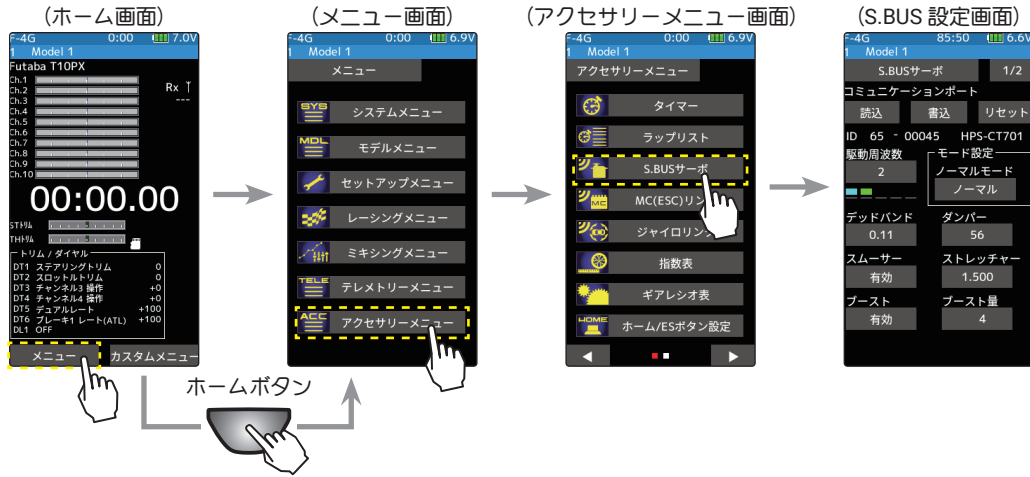 (ホーム画面)
F-4G 0:00 7.0V
1 Model 1
Futaba T10PX
Ch.1
Ch.2
Ch.3
Ch.4
Ch.5
Ch.6
Ch.7
Ch.8
Ch.9
Ch.10
Rx
---
00:00.00
STトリム
THトリム
トリム / ダイヤル
DT1 ステアリングトリム 0
DT2 スロットルトリム 0
DT3 チャンネル3 操作 +0
DT4 チャンネル4 操作 +0
DT5 デュアルレート +100
DT6 ブレーキ1 レート(ATL) +100
DL1 OFF
メニュー カスタムメニュー
ホームボタン
(メニュー画面)
F-4G 0:00 6.9V
1 Model 1
メニュー
SYS システムメニュー
MDL モデルメニュー
セットアップメニュー
レーシングメニュー
ミキシングメニュー
TELE テレメトリーメニュー
ACC アクセサリーメニュー
(アクセサリーメニュー画面)
F-4G 0:00 6.9V
1 Model 1
アクセサリーメニュー
タイマー
ラップリスト
S.BUSサーボ
MC MC(ESC)リン
ジャイロリンク
指数表
ギアレシオ表
HOME ホーム/ESボタン設定
(S.BUS 設定画面)
F-4G 85:50 6.6V
1 Model 1
S.BUSサーボ 1/2
コミュニケーションポート
読込 書込 リセット
ID 65 - 00045 HPS-CT701
駆動周波数
2
モード設定
ノーマルモード
ノーマル
デッドバンド ダンパー
0.11 56
スムーサー ストレッチャー
有効 1.500
ブースト ブースト量
有効 4